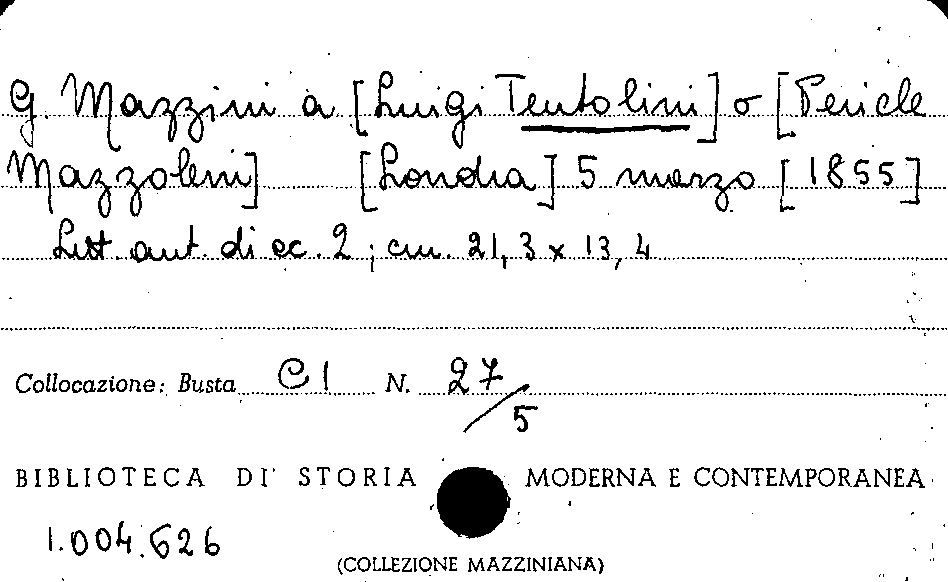 G. Mazzini a [Luigi Tentolini] o [Pericle
Mazzoleni] [Londra] 5 marzo [1855]
Lett. aut. di cc. 2; cm. 21,3 x 13,4
Collocazione: Busta C I N. 27/5
BIBLIOTECA DI STORIA MODERNA E CONTEMPORANEA
1.004.626
(COLLEZIONE MAZZINIANA)